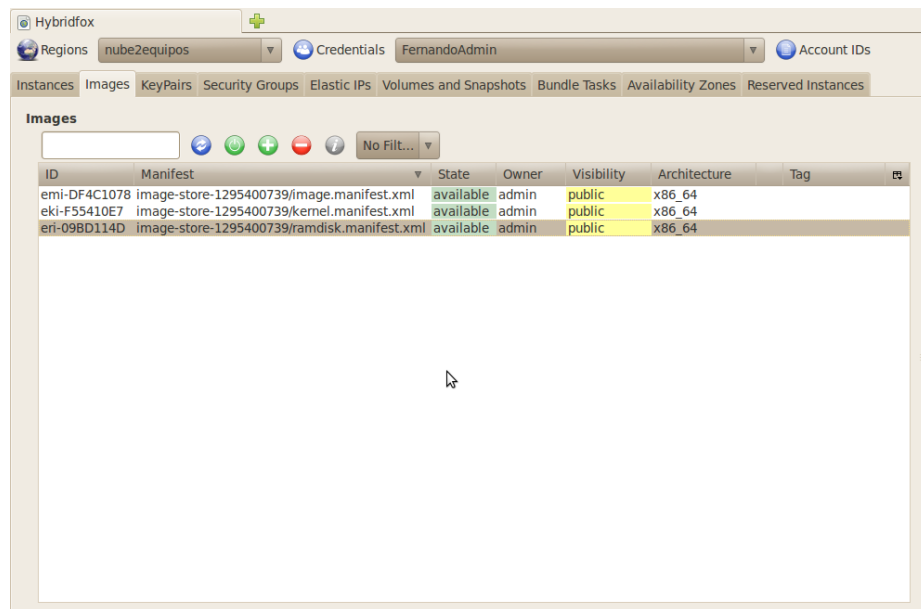 Hybridfox
Regions nube2equipos Credentials FernandoAdmin Account IDs
Instances Images KeyPairs Security Groups Elastic IPs Volumes and Snapshots Bundle Tasks Availability Zones Reserved Instances
Images
No Filt...
ID Manifest State Owner Visibility Architecture Tag
emi-DF4C1078 image-store-1295400739/image.manifest.xml available admin public x86_64
eki-F55410E7 image-store-1295400739/kernel.manifest.xml available admin public x86_64
eri-09BD114D image-store-1295400739/ramdisk.manifest.xml available admin public x86_64